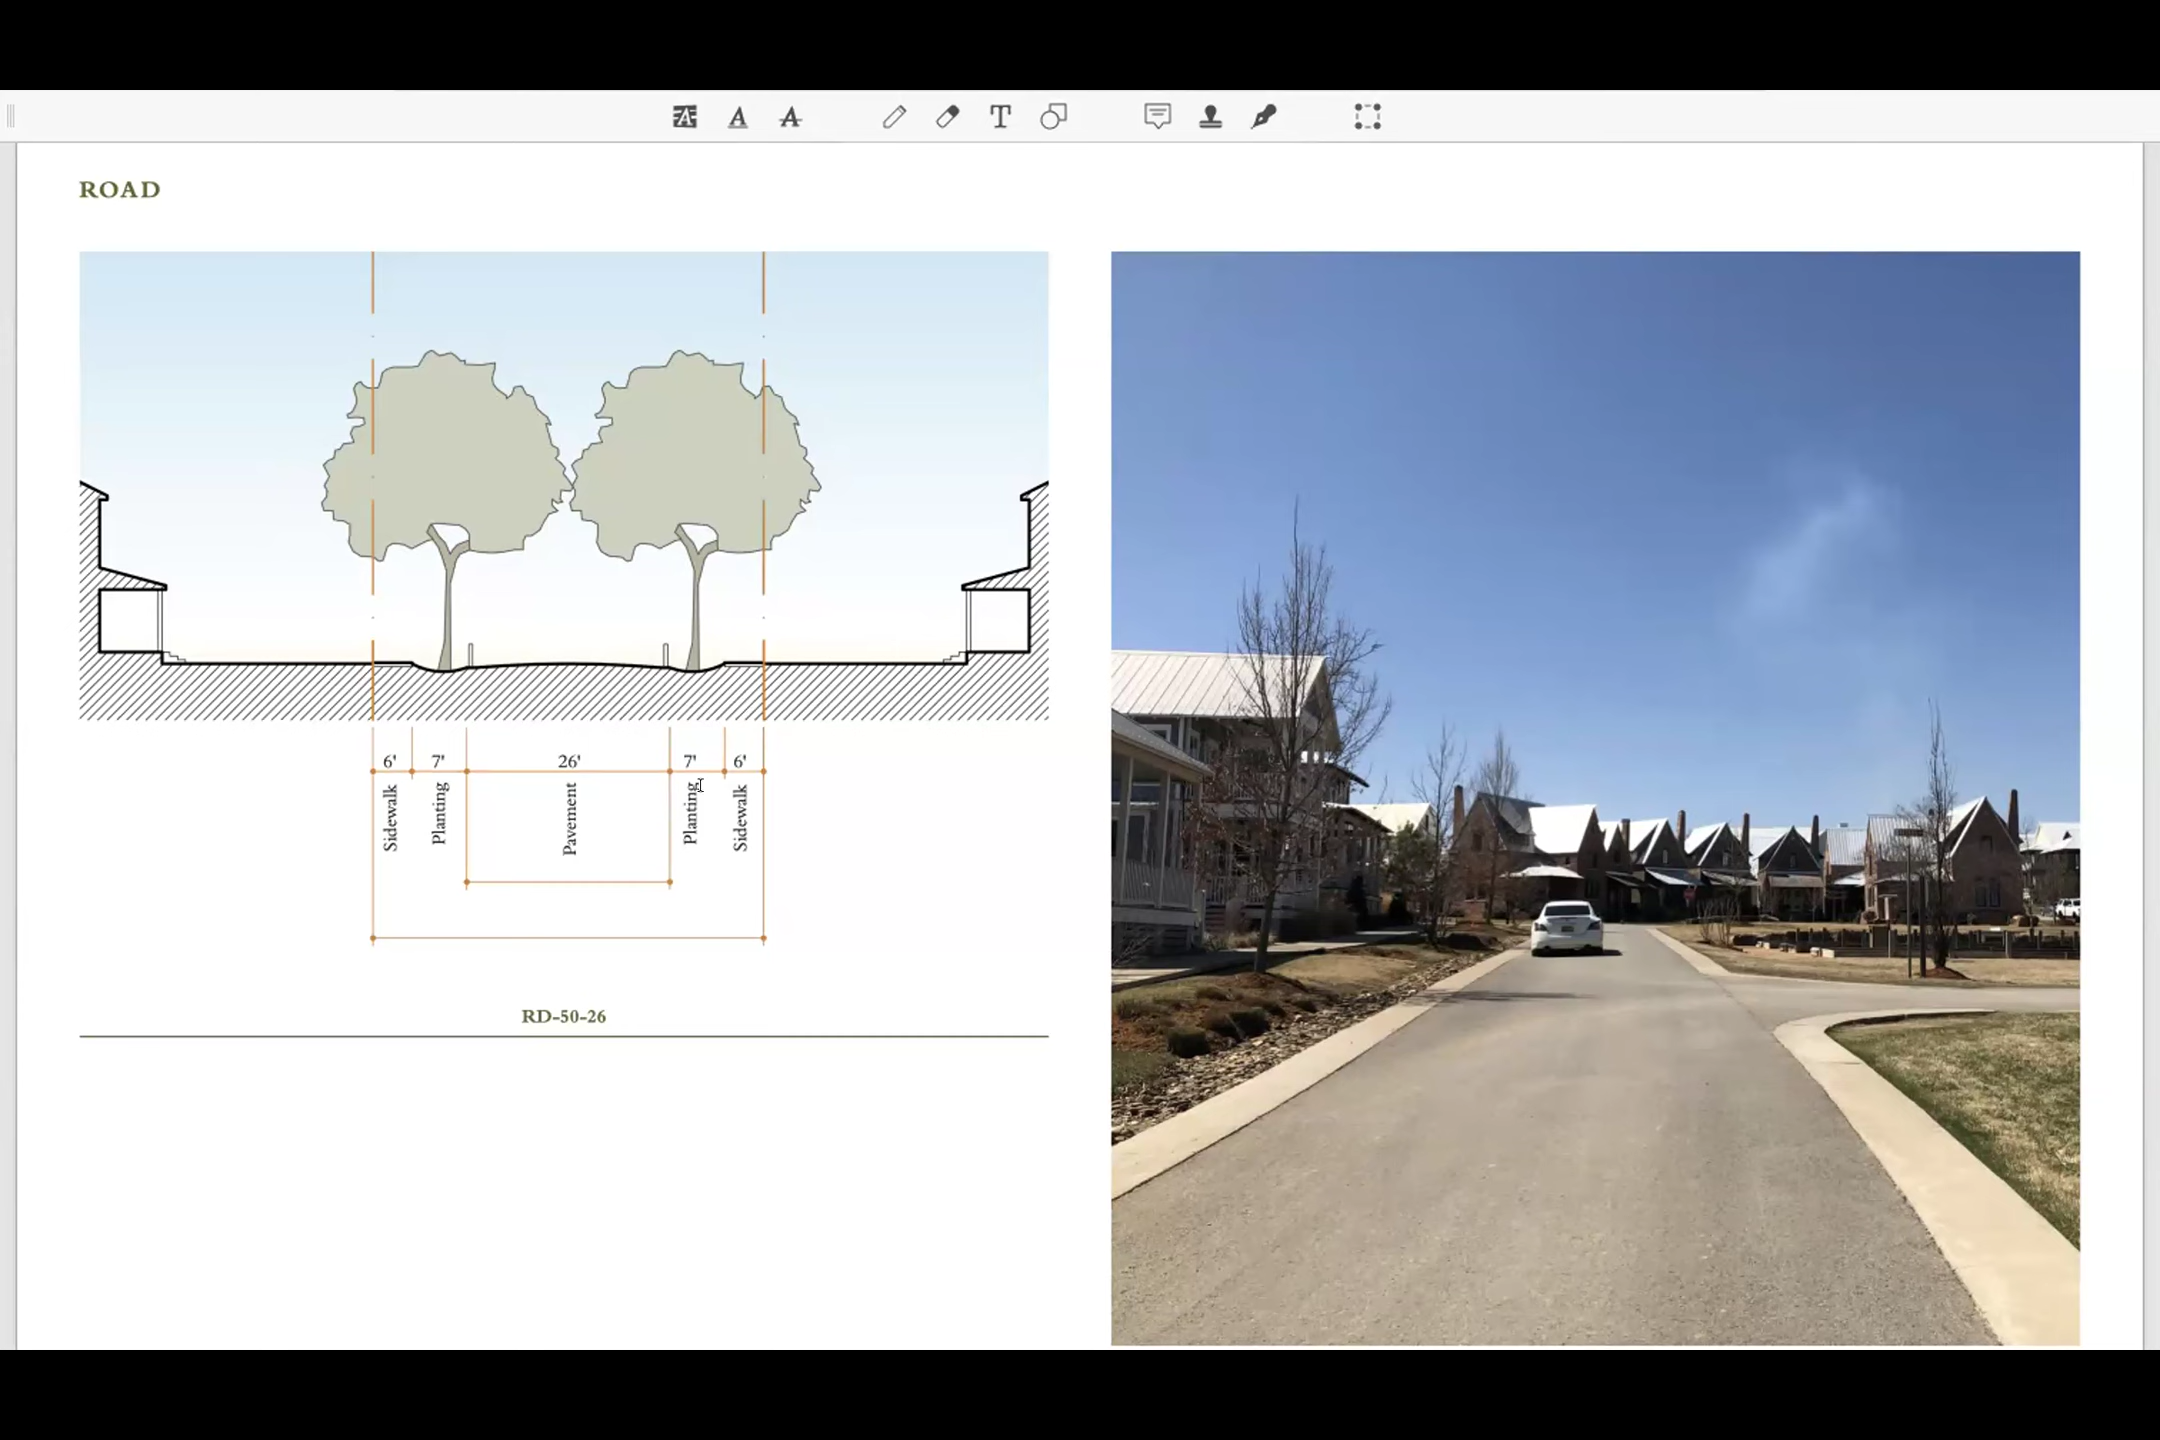 ROAD
6' 7' 26' 7' 6'
Sidewalk Planting Pavement Planting Sidewalk
RD-50-26